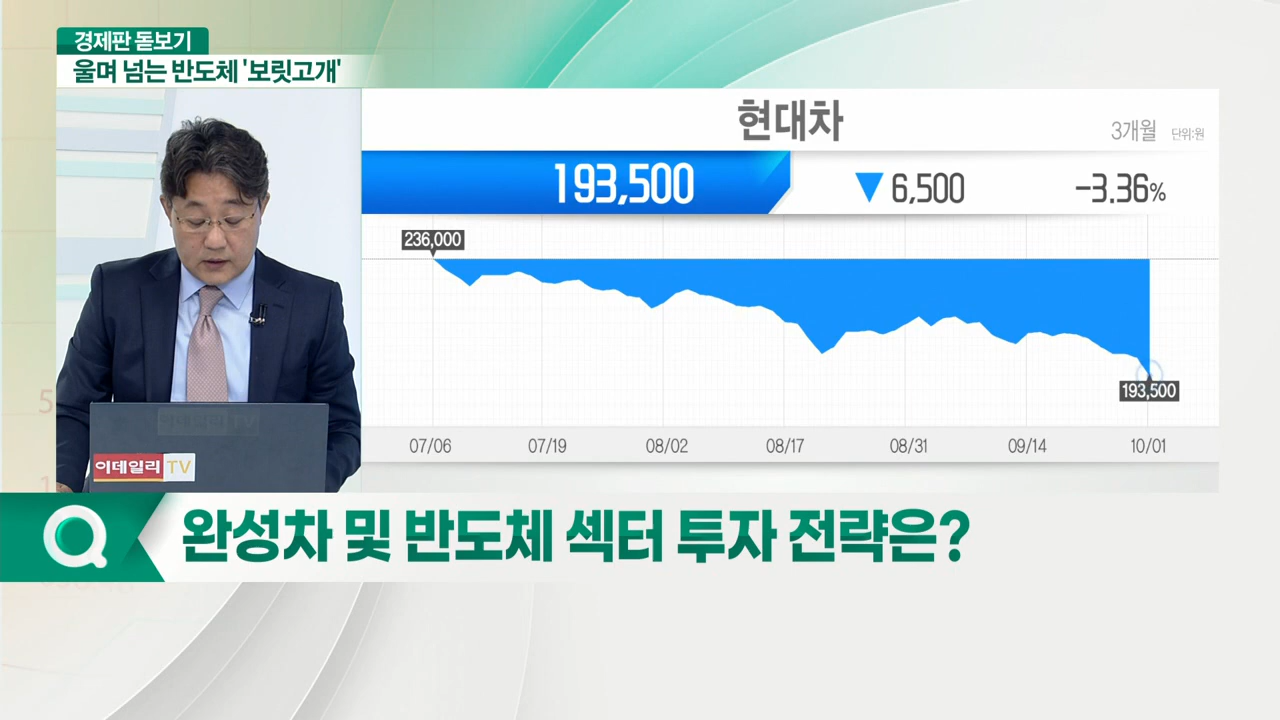 경제판 돋보기
울며 넘는 반도체 '보릿고개'
현대차
3개월 단위:원
193,500 ▼ 6,500 -3.36%
236,000
193,500
07/06 07/19 08/02 08/17 08/31 09/14 10/01
이데일리 TV
Q 완성차 및 반도체 섹터 투자 전략은?